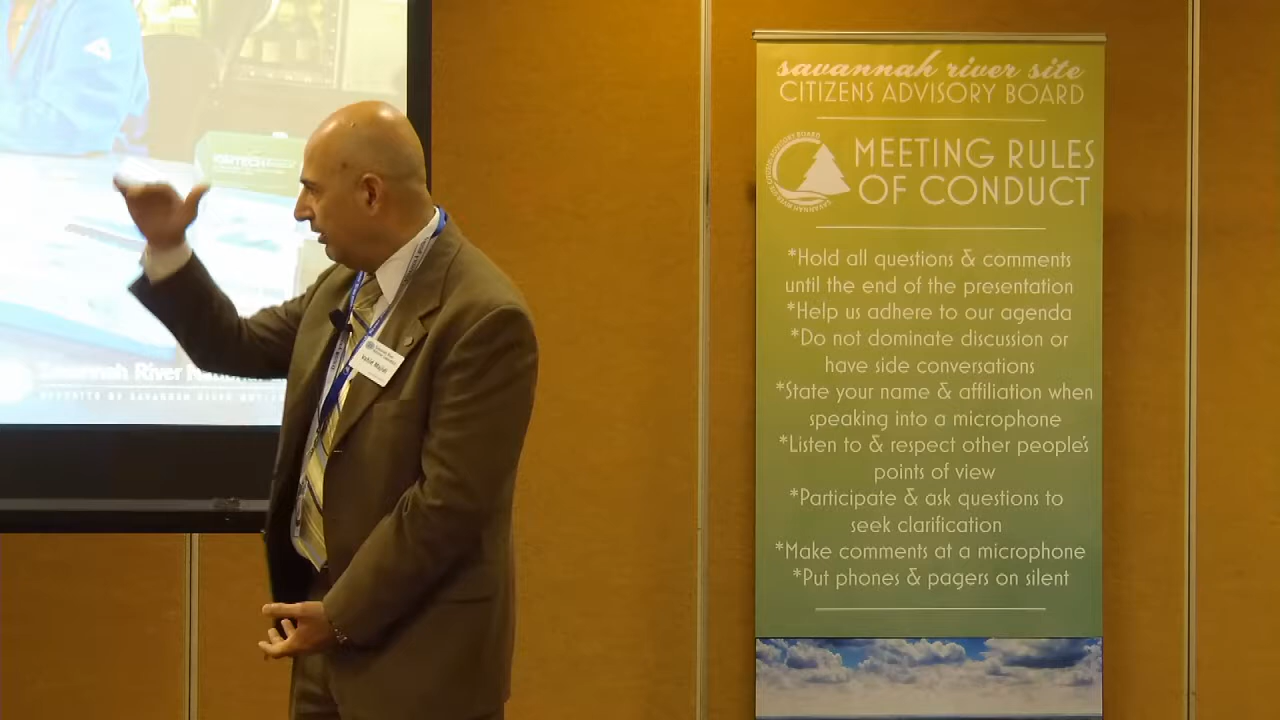 Savannah River
savannah river site
CITIZENS ADVISORY BOARD
MEETING RULES
OF CONDUCT
*Hold all questions & comments
until the end of the presentation
*Help us adhere to our agenda
*Do not dominate discussion or
have side conversations
*State your name & affiliation when
speaking into a microphone
*Listen to & respect other people's
points of view
*Participate & ask questions to
seek clarification
*Make comments at a microphone
*Put phones & pagers on silent